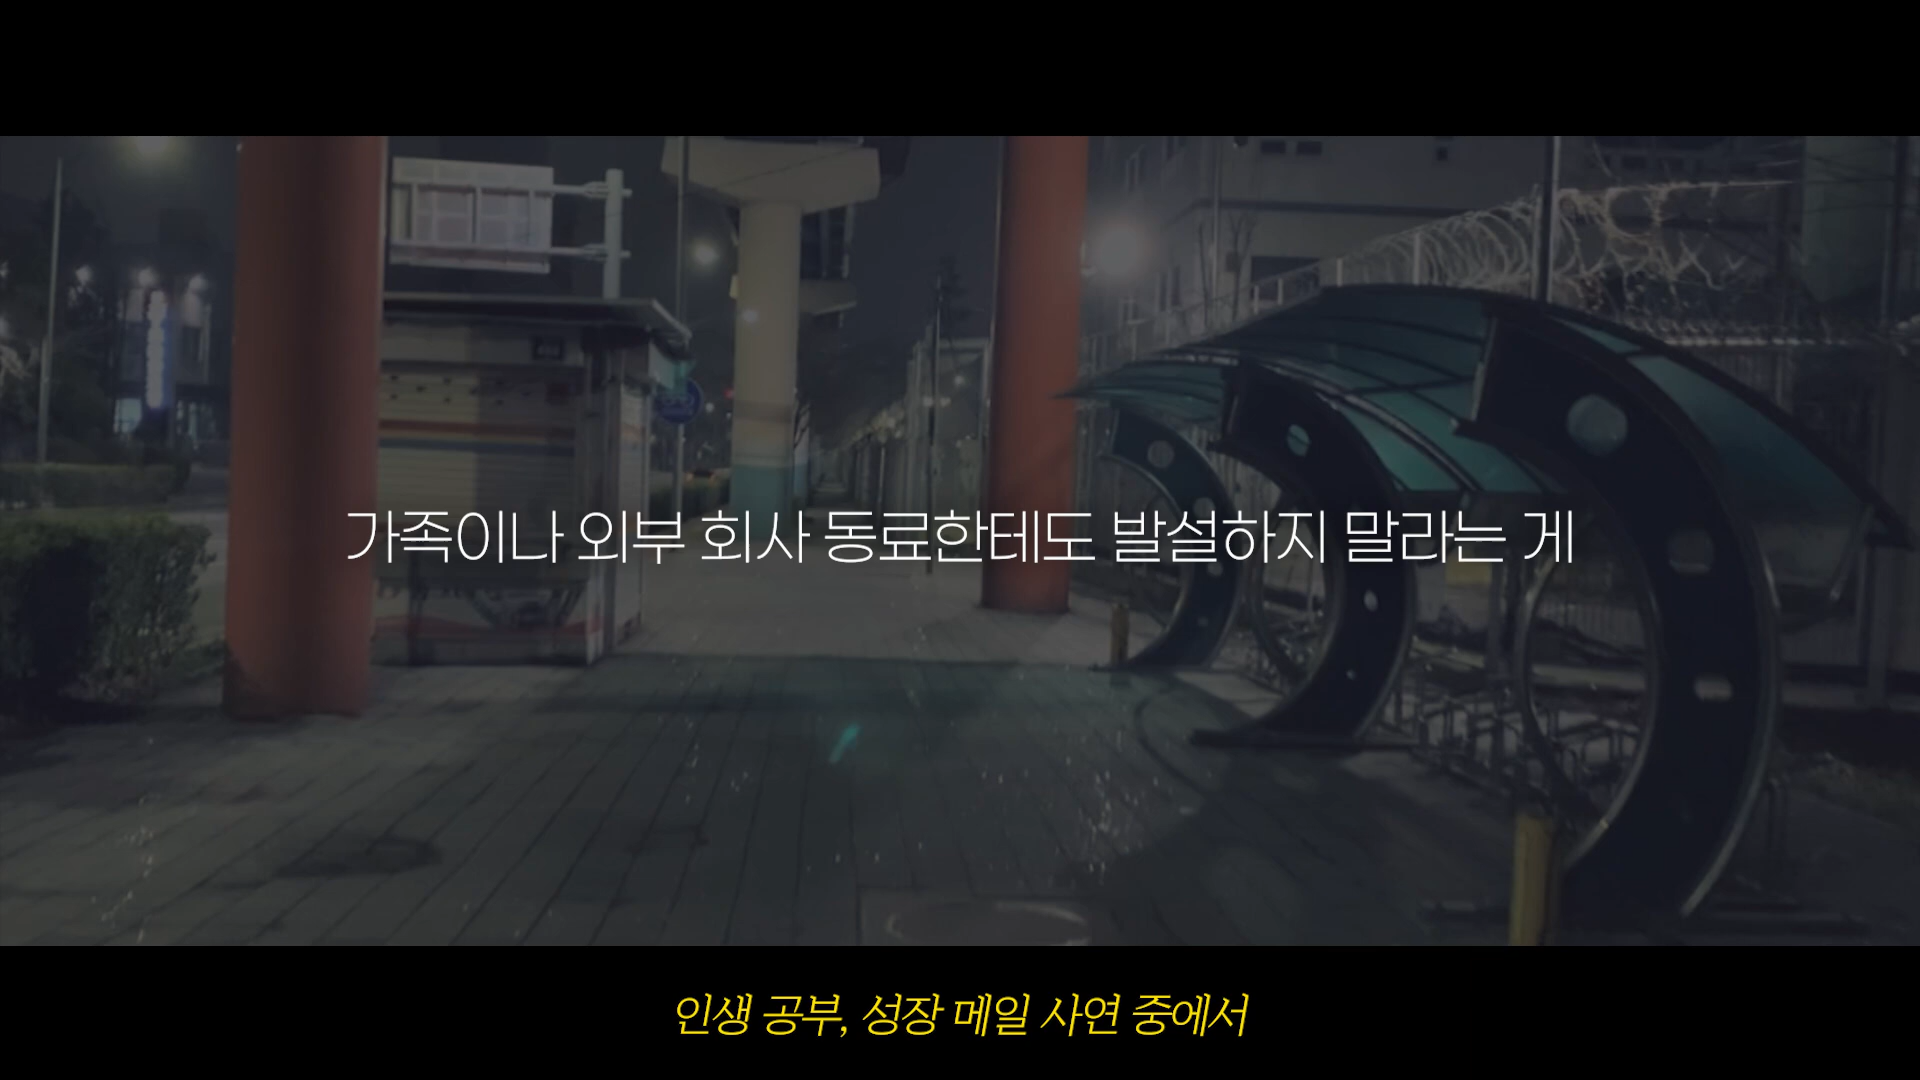 가족이나 외부 회사 동료한테도 발설하지 말라는 게
인생 공부, 성장 메일 사연 중에서